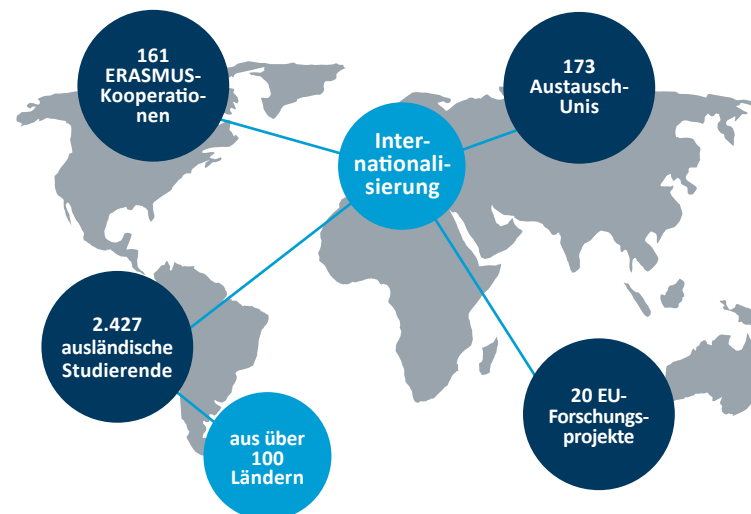 161
ERASMUS-
Kooperatio-
nen
173
Austausch-
Unis
Inter-
nationali-
sierung
2.427
ausländische
Studierende
20 EU-
Forschungs-
projekte
aus über
100
Ländern